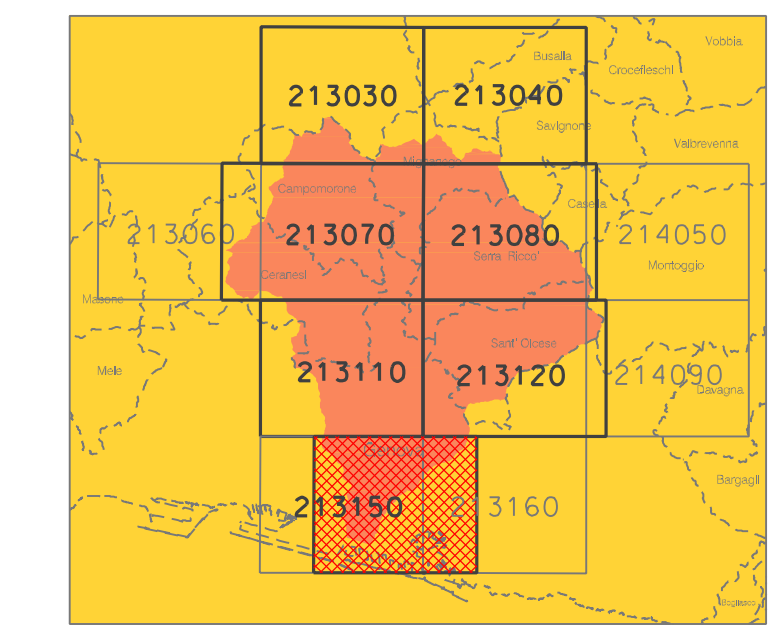 Vobbia
Busalla
Crocefieschi
213030
213040
Savignone
Valbrevenna
Mignanego
Campomorone
Casella
213060
213070
213080
214050
Serra Ricco'
Montoggio
Ceranesi
Masone
Sant' Olcese
Mele
213110
213120
214090
Davagna
Genova
Bargagli
213150
213160
Bogliasco